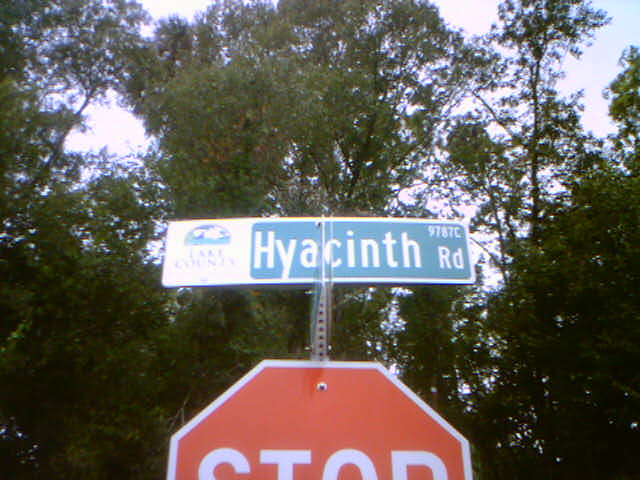 LAKE
COUNTY
Hyacinth Rd
9787C
STOP